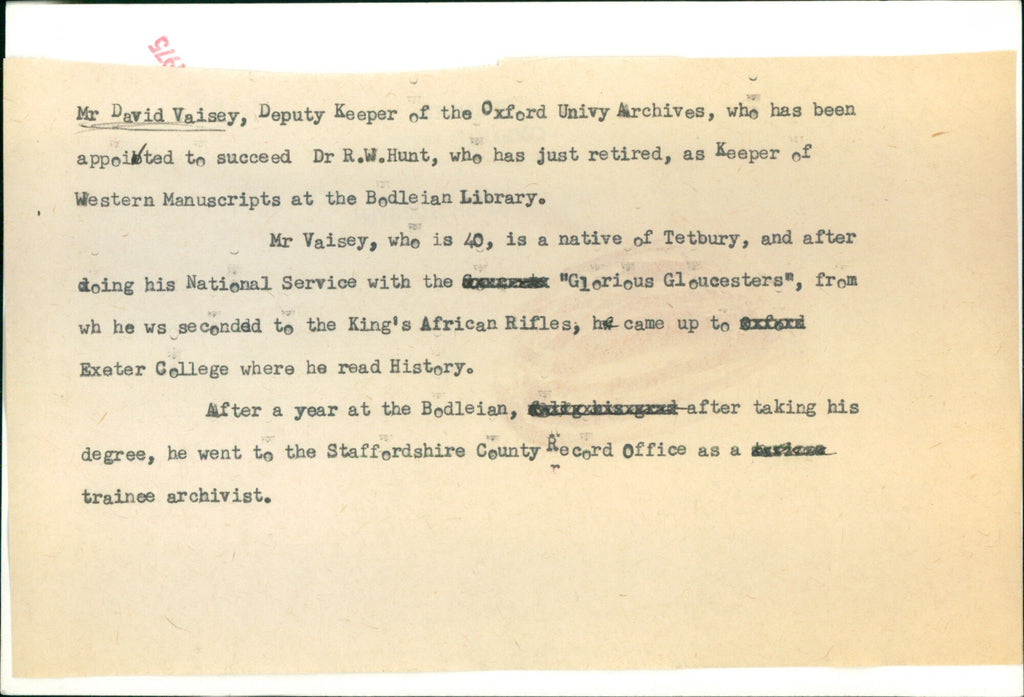 975
Mr David Vaisey, Deputy Keeper of the Oxford Univy Archives, who has been
appointed to succeed Dr R.W.Hunt, who has just retired, as Keeper of
Western Manuscripts at the Bodleian Library.
Mr Vaisey, who is 40, is a native of Tetbury, and after
doing his National Service with the "Glorious Gloucesters", from
wh he ws seconded to the King's African Rifles, he came up to
Exeter College where he read History.
After a year at the Bodleian, after taking his
degree, he went to the Staffordshire County Record Office as a
trainee archivist.